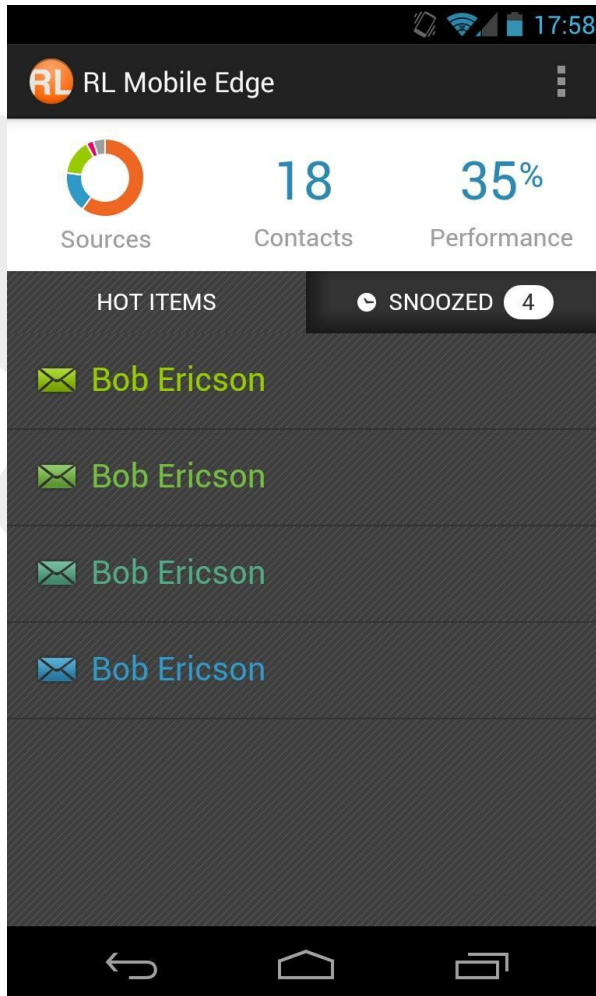 17:58
RL RL Mobile Edge
18 35%
Sources Contacts Performance
HOT ITEMS SNOOZED 4
Bob Ericson
Bob Ericson
Bob Ericson
Bob Ericson